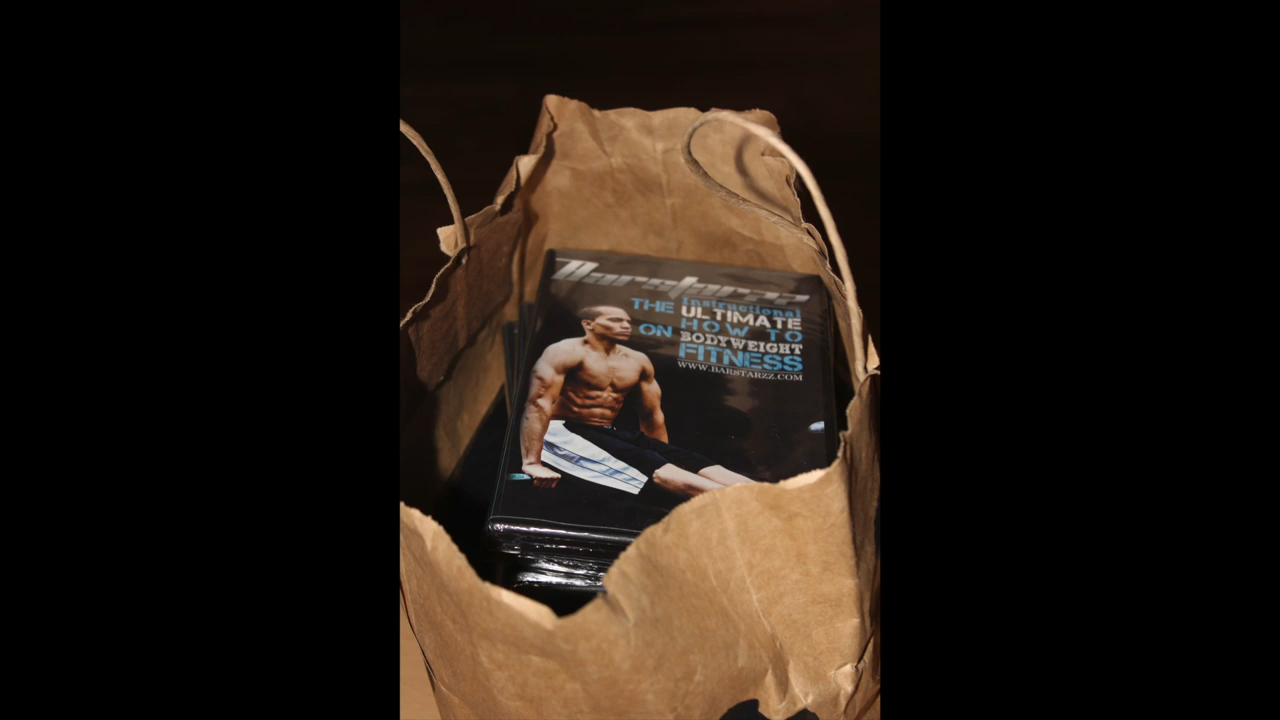 Barstarzz
THE Instructional
ULTIMATE
ON HOW TO
BODYWEIGHT
FITNESS
WWW.BARSTARZZ.COM